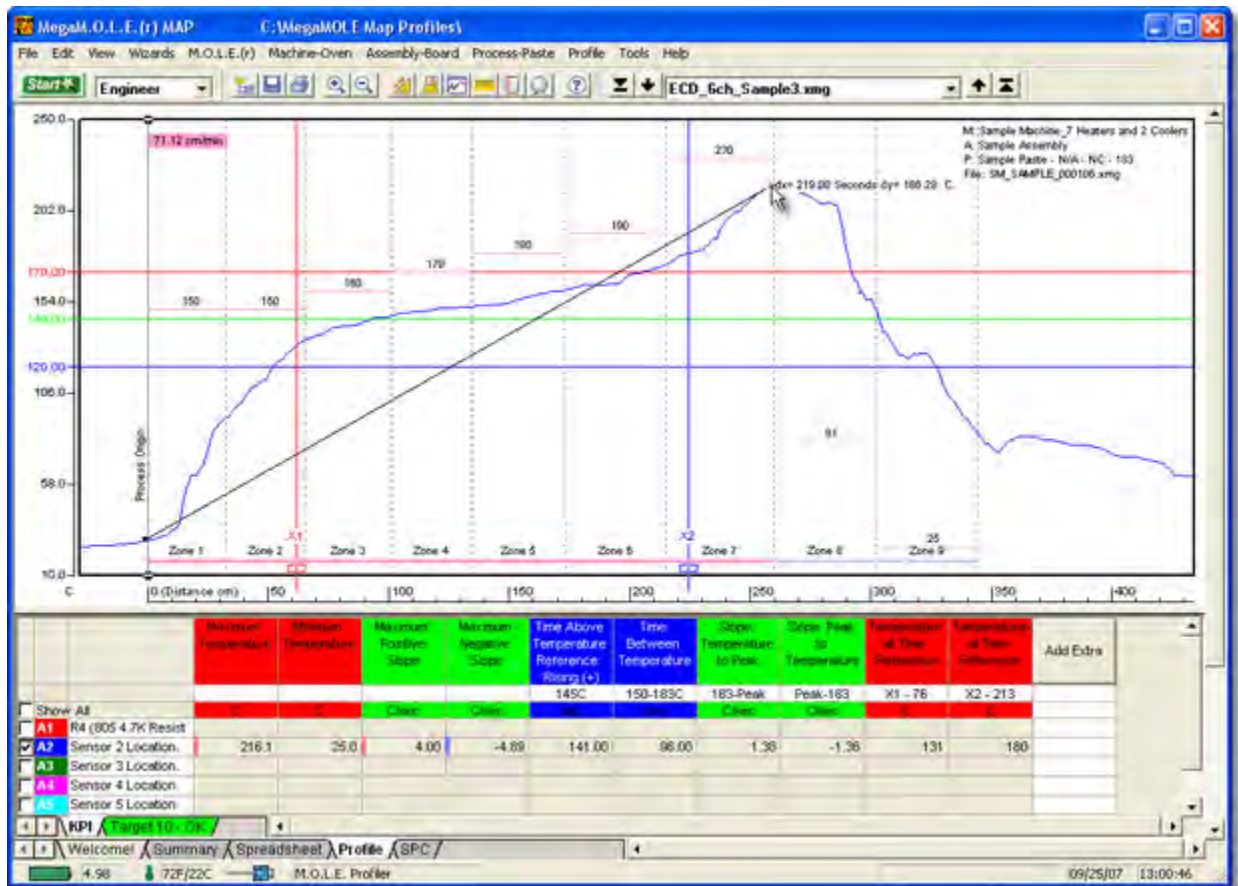 MegaM.O.L.E.(r) MAP C:\MegaMOLE Map Profiles\
File Edit View Wizards M.O.L.E.(r) Machine-Oven Assembly-Board Process-Paste Profile Tools Help
Start Engineer ECD_6ch_Sample3.xmg
250.0
71.12 cm/min
M: Sample Machine_7 Heaters and 2 Coolers
A: Sample Assembly
P: Sample Paste - N/A - NC - 183
File: SM_SAMPLE_000106.xmg
270
dx= 219.00 Seconds dy= 186.20 C.
202.0
190
190
170.00
170
160
154.0
150 150
120.00
106.0
91
58.0
Process Origin
X1 X2
25
Zone 1 Zone 2 Zone 3 Zone 4 Zone 5 Zone 6 Zone 7 Zone 8 Zone 9
10.0
C 0 (Distance cm) 50 100 150 200 250 300 350 400
Maximum Temperature Minimum Temperature Maximum Positive Slope Maximum Negative Slope Time Above Temperature Reference Rising (+) Time Between Temperature Slope Temperature to Peak Slope Peak to Temperature Temperature at Time Reference Temperature at Time Reference Add Extra
145C 150-183C 183-Peak Peak-183 X1 - 76 X2 - 213
Show All C C C/sec C/sec C/sec C/sec C C
A1 R4 (805 4.7K Resist
A2 Sensor 2 Location. 216.1 25.0 4.00 -4.89 141.00 96.00 1.38 -1.36 131 180
A3 Sensor 3 Location.
A4 Sensor 4 Location.
A5 Sensor 5 Location
KPI Target 10 - OK
Welcome! Summary Spreadsheet Profile SPC
4.98 72F/22C M.O.L.E. Profiler 09/25/07 13:00:46